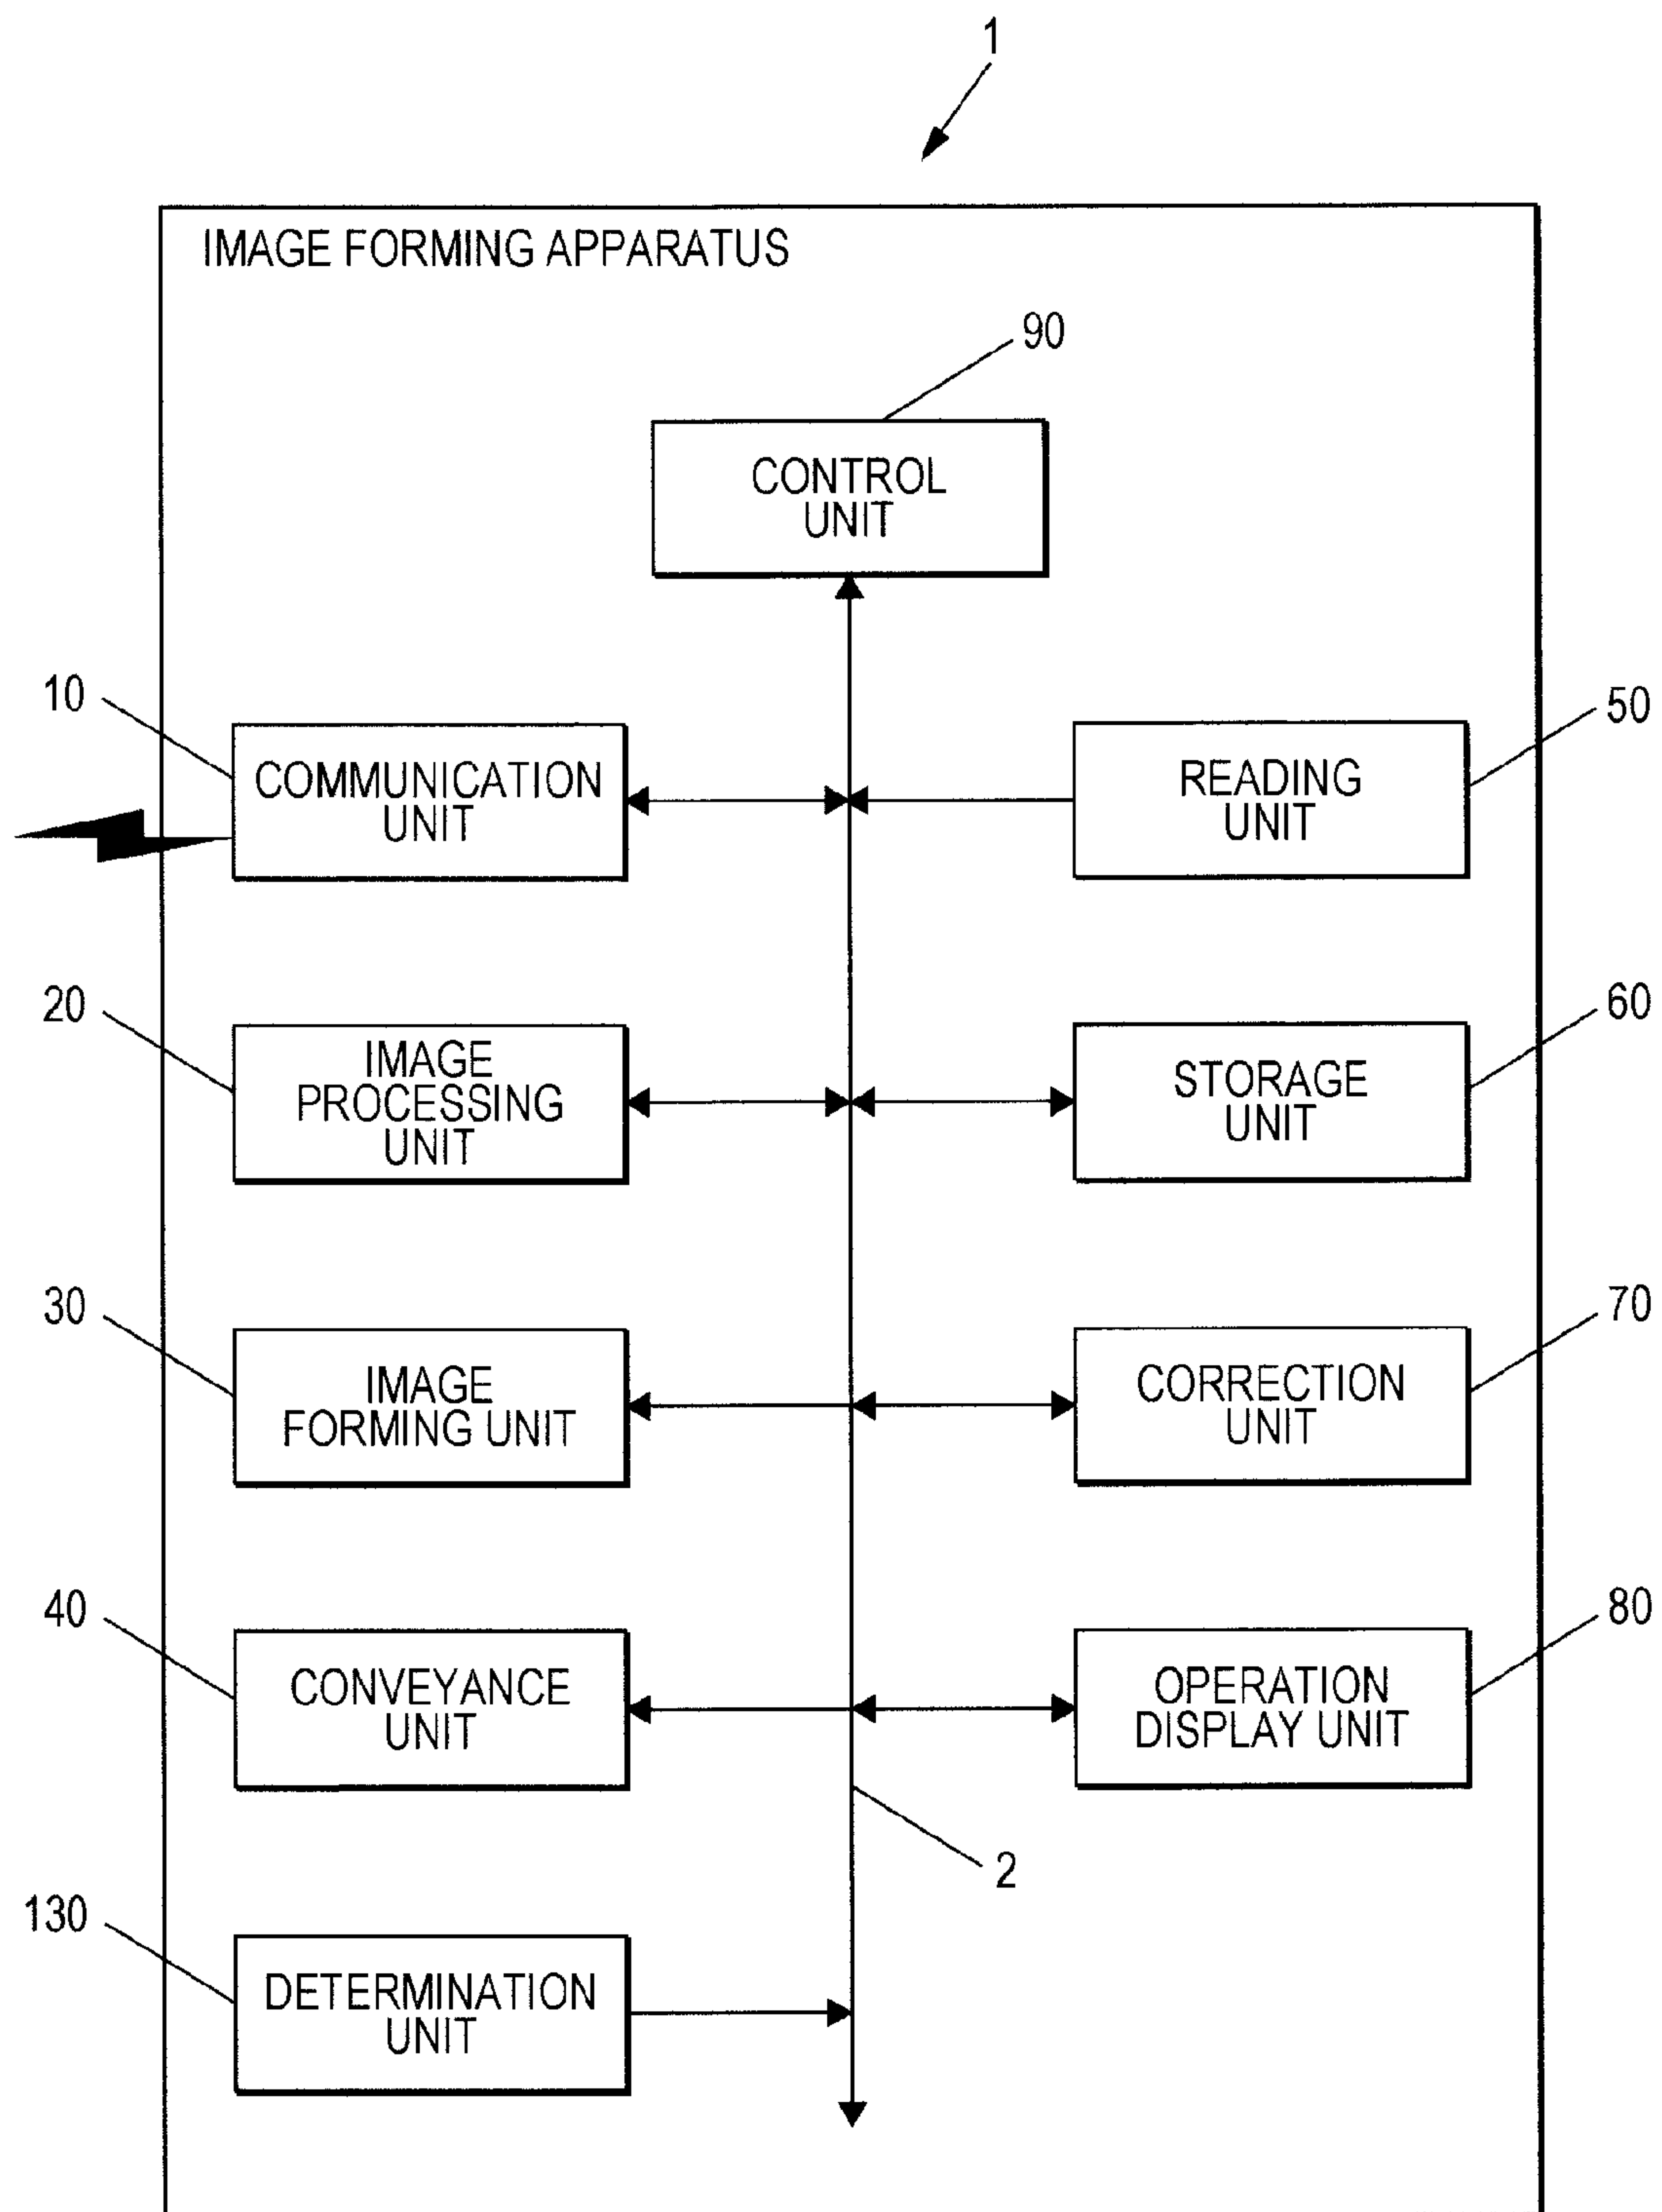 1
IMAGE FORMING APPARATUS
90
CONTROL
UNIT
10
COMMUNICATION
UNIT
50
READING
UNIT
20
IMAGE
PROCESSING
UNIT
60
STORAGE
UNIT
30
IMAGE
FORMING UNIT
70
CORRECTION
UNIT
40
CONVEYANCE
UNIT
80
OPERATION
DISPLAY UNIT
2
130
DETERMINATION
UNIT